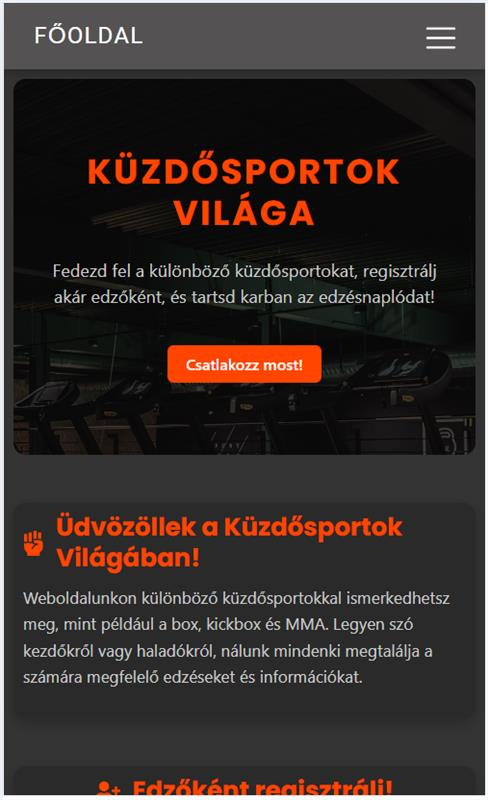 FŐOLDAL
KÜZDŐSPORTOK
VILÁGA
Fedezd fel a különböző küzdősportokat, regisztrálj
akár edzőként, és tartsd karban az edzésnaplódat!
Csatlakozz most!
Üdvözöllek a Küzdősportok
Világában!
Weboldalunkon különböző küzdősportokkal ismerkedhetsz
meg, mint például a box, kickbox és MMA. Legyen szó
kezdőkről vagy haladókról, nálunk mindenki megtalálja a
számára megfelelő edzéseket és információkat.
Edzőként regisztrálj!